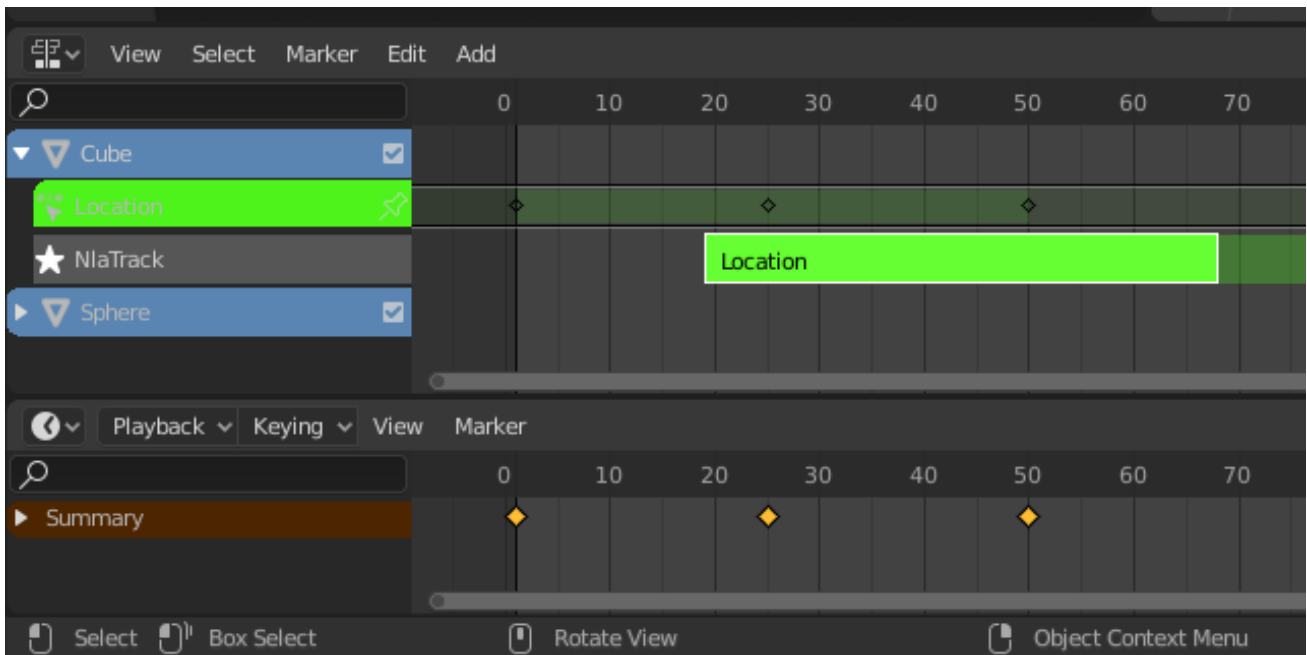 View Select Marker Edit Add
0 10 20 30 40 50 60 70
Cube
Location
NlaTrack
Location
Sphere
Playback Keying View Marker
0 10 20 30 40 50 60 70
Summary
Select Box Select Rotate View Object Context Menu